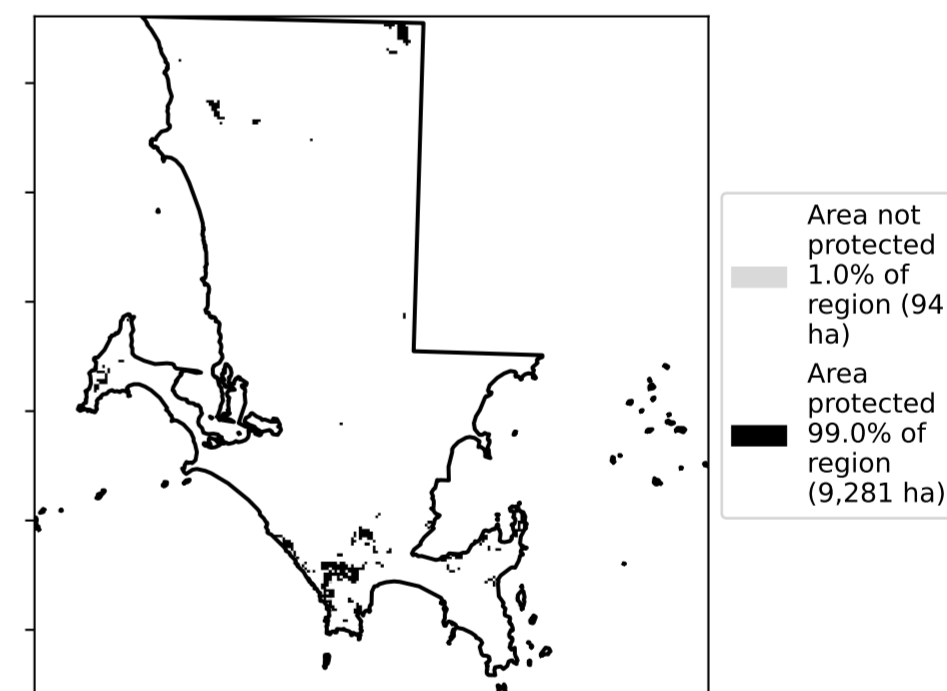 Area not
protected
1.0% of
region (94
ha)
Area
protected
99.0% of
region
(9,281 ha)